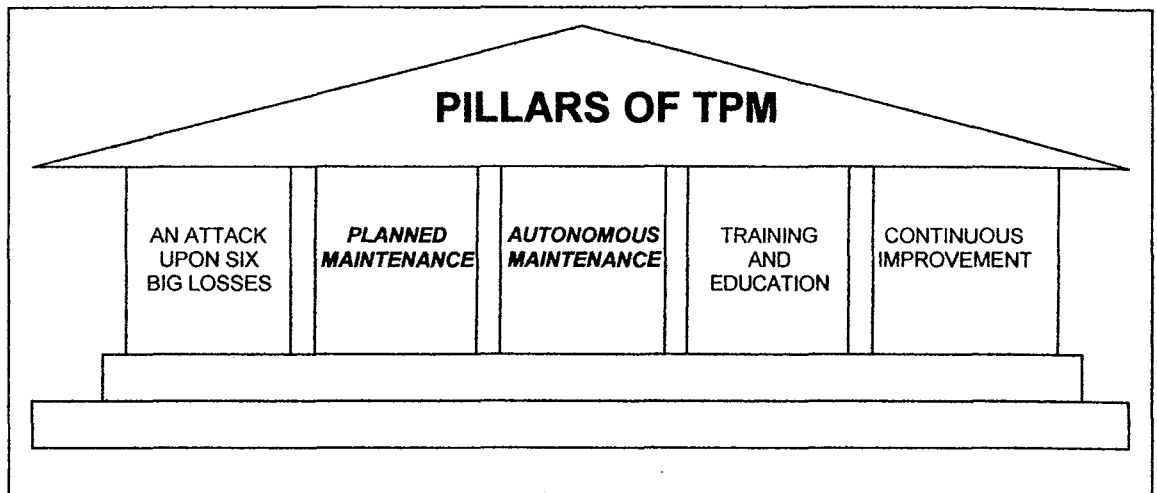 PILLARS OF TPM
AN ATTACK
UPON SIX
BIG LOSSES
PLANNED
MAINTENANCE
AUTONOMOUS
MAINTENANCE
TRAINING
AND
EDUCATION
CONTINUOUS
IMPROVEMENT